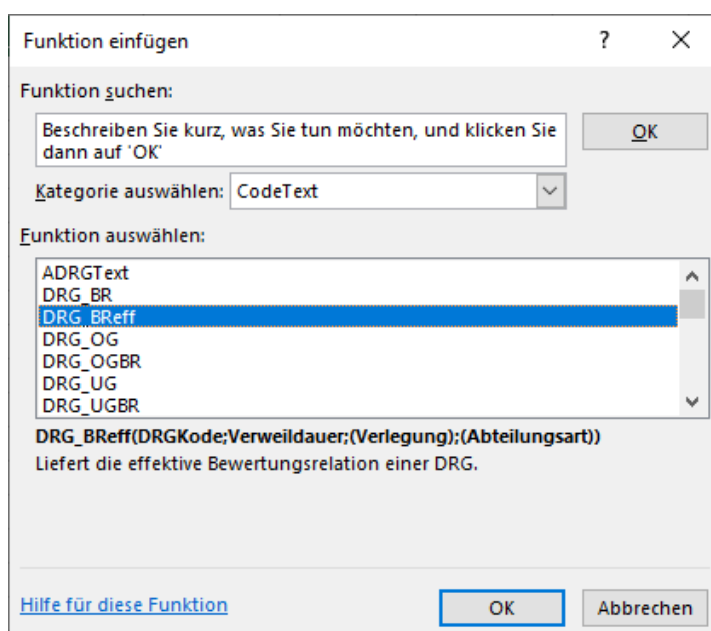 Funktion einfügen
?
Funktion suchen:
Beschreiben Sie kurz, was Sie tun möchten, und klicken Sie
dann auf 'OK'
OK
Kategorie auswählen: CodeText
Funktion auswählen:
ADRGText
DRG_BR
DRG_BReff
DRG_OG
DRG_OGBR
DRG_UG
DRG_UGBR
DRG_BReff(DRGKode;Verweildauer;(Verlegung);(Abteilungsart))
Liefert die effektive Bewertungsrelation einer DRG.
Hilfe für diese Funktion
OK
Abbrechen